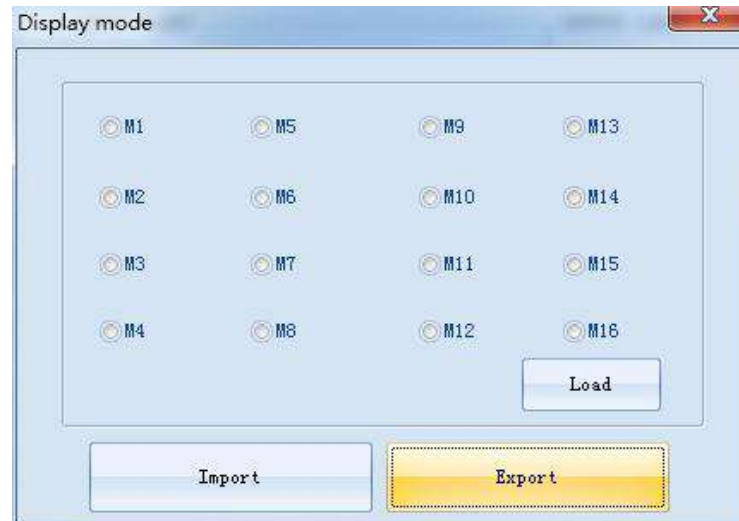 Display mode
M1 M5 M9 M13
M2 M6 M10 M14
M3 M7 M11 M15
M4 M8 M12 M16
Load
Import Export